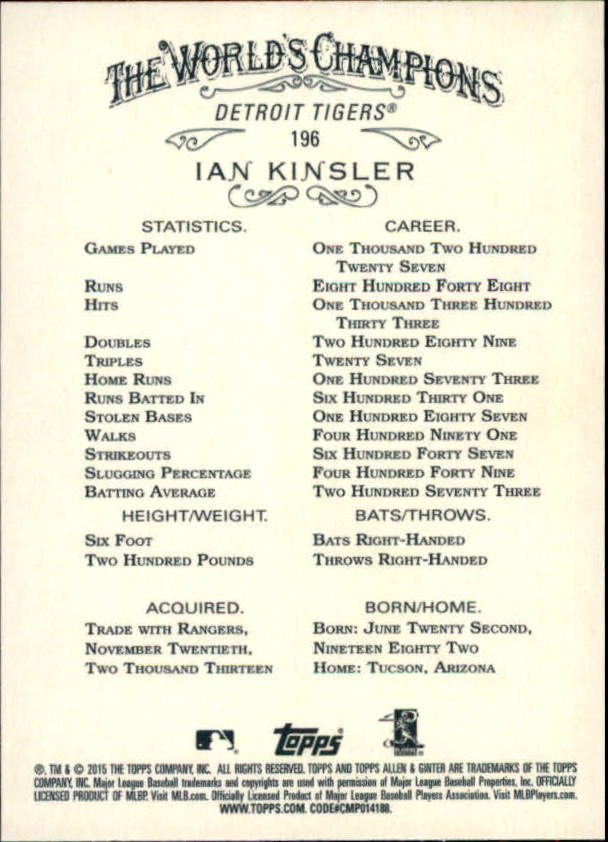 THE WORLD'S CHAMPIONS
DETROIT TIGERS®
196
IAN KINSLER
STATISTICS. CAREER.
GAMES PLAYED ONE THOUSAND TWO HUNDRED
TWENTY SEVEN
RUNS EIGHT HUNDRED FORTY EIGHT
HITS ONE THOUSAND THREE HUNDRED
THIRTY THREE
DOUBLES TWO HUNDRED EIGHTY NINE
TRIPLES TWENTY SEVEN
HOME RUNS ONE HUNDRED SEVENTY THREE
RUNS BATTED IN SIX HUNDRED THIRTY ONE
STOLEN BASES ONE HUNDRED EIGHTY SEVEN
WALKS FOUR HUNDRED NINETY ONE
STRIKEOUTS SIX HUNDRED FORTY SEVEN
SLUGGING PERCENTAGE FOUR HUNDRED FORTY NINE
BATTING AVERAGE TWO HUNDRED SEVENTY THREE
HEIGHT/WEIGHT. BATS/THROWS.
SIX FOOT BATS RIGHT-HANDED
TWO HUNDRED POUNDS THROWS RIGHT-HANDED
ACQUIRED. BORN/HOME.
TRADE WITH RANGERS, BORN: JUNE TWENTY SECOND,
NOVEMBER TWENTIETH, NINETEEN EIGHTY TWO
TWO THOUSAND THIRTEEN HOME: TUCSON, ARIZONA
Topps
®, TM & © 2015 THE TOPPS COMPANY, INC. ALL RIGHTS RESERVED. TOPPS AND TOPPS ALLEN & GINTER ARE TRADEMARKS OF THE TOPPS
COMPANY, INC. Major League Baseball trademarks and copyrights are used with permission of Major League Baseball Properties, Inc. OFFICIALLY
LICENSED PRODUCT OF MLBP. Visit MLB.com. Officially Licensed Product of Major League Baseball Players Association. Visit MLBPlayers.com.
WWW.TOPPS.COM. CODE#CMP014188.